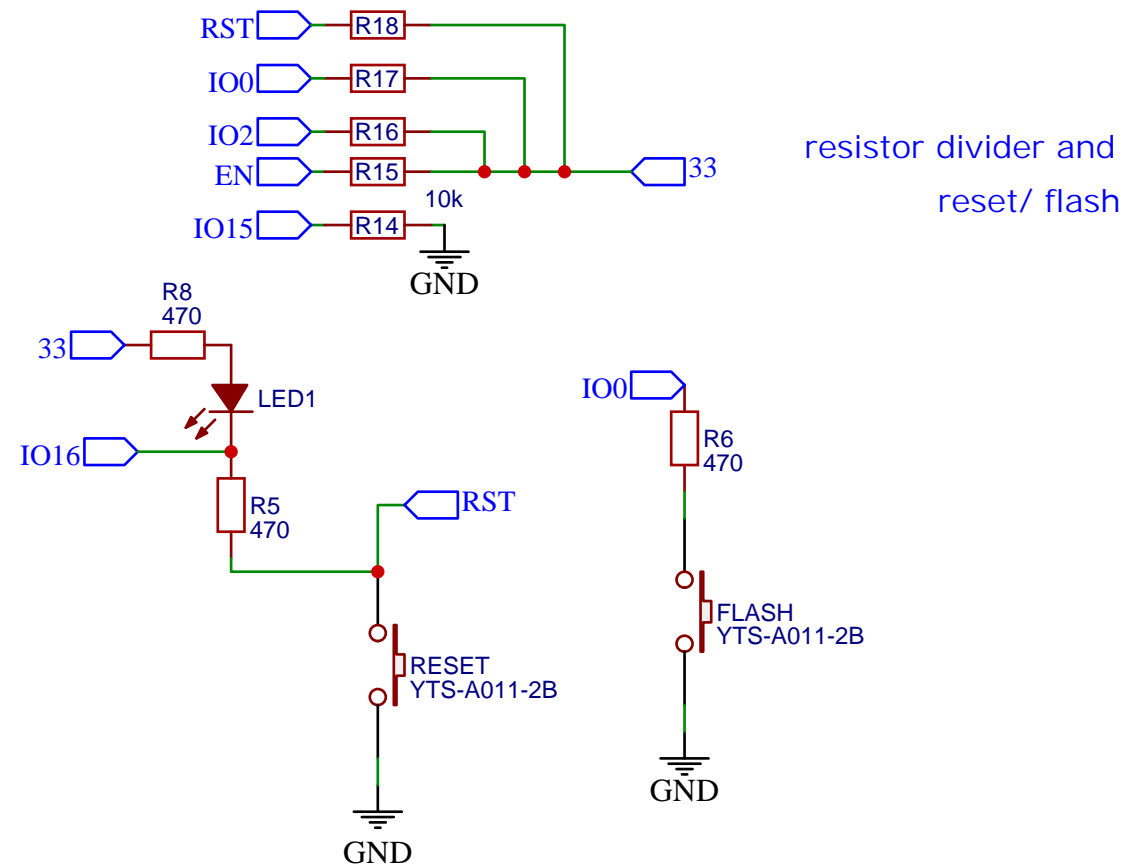 RST
R18
IO0
R17
IO2
R16
EN
R15
33
10k
IO15
R14
GND
resistor divider and
reset/ flash
R8
470
33
LED1
IO16
R5
470
RST
RESET
YTS-A011-2B
GND
IO0
R6
470
FLASH
YTS-A011-2B
GND